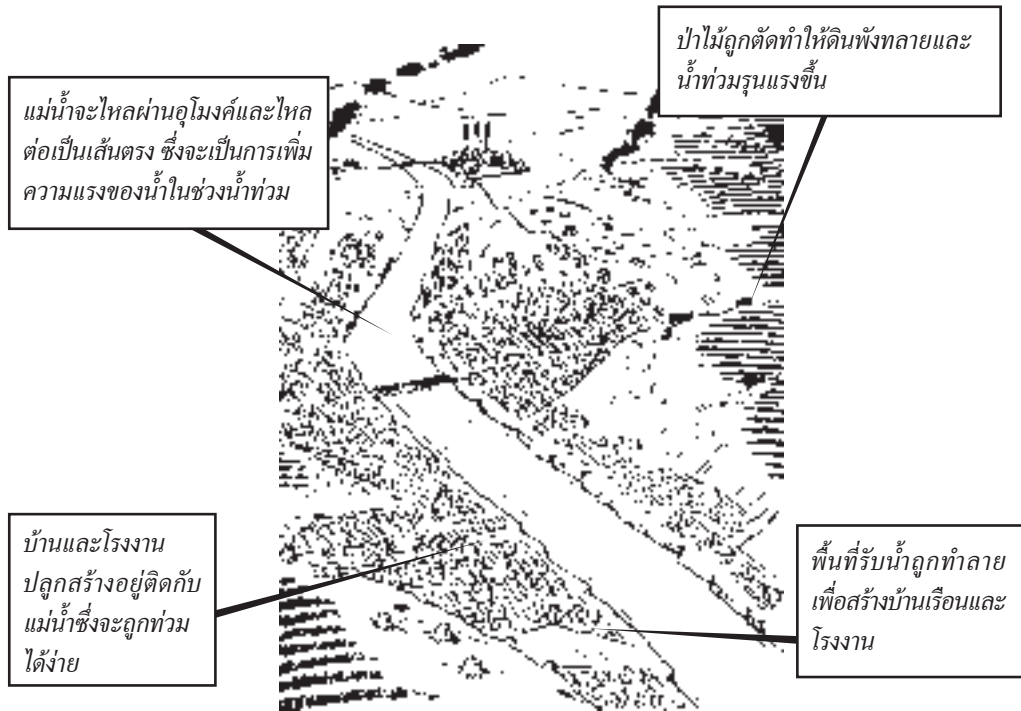 ป่าไม้ถูกตัดทำให้ดินพังทลายและ
น้ำท่วมรุนแรงขึ้น
แม่น้ำจะไหลผ่านอุโมงค์และไหล
ต่อเป็นเส้นตรง ซึ่งจะเป็นการเพิ่ม
ความแรงของน้ำในช่วงน้ำท่วม
บ้านและโรงงาน
ปลูกสร้างอยู่ติดกับ
แม่น้ำซึ่งจะถูกท่วม
ได้ง่าย
พื้นที่รับน้ำถูกทำลาย
เพื่อสร้างบ้านเรือนและ
โรงงาน